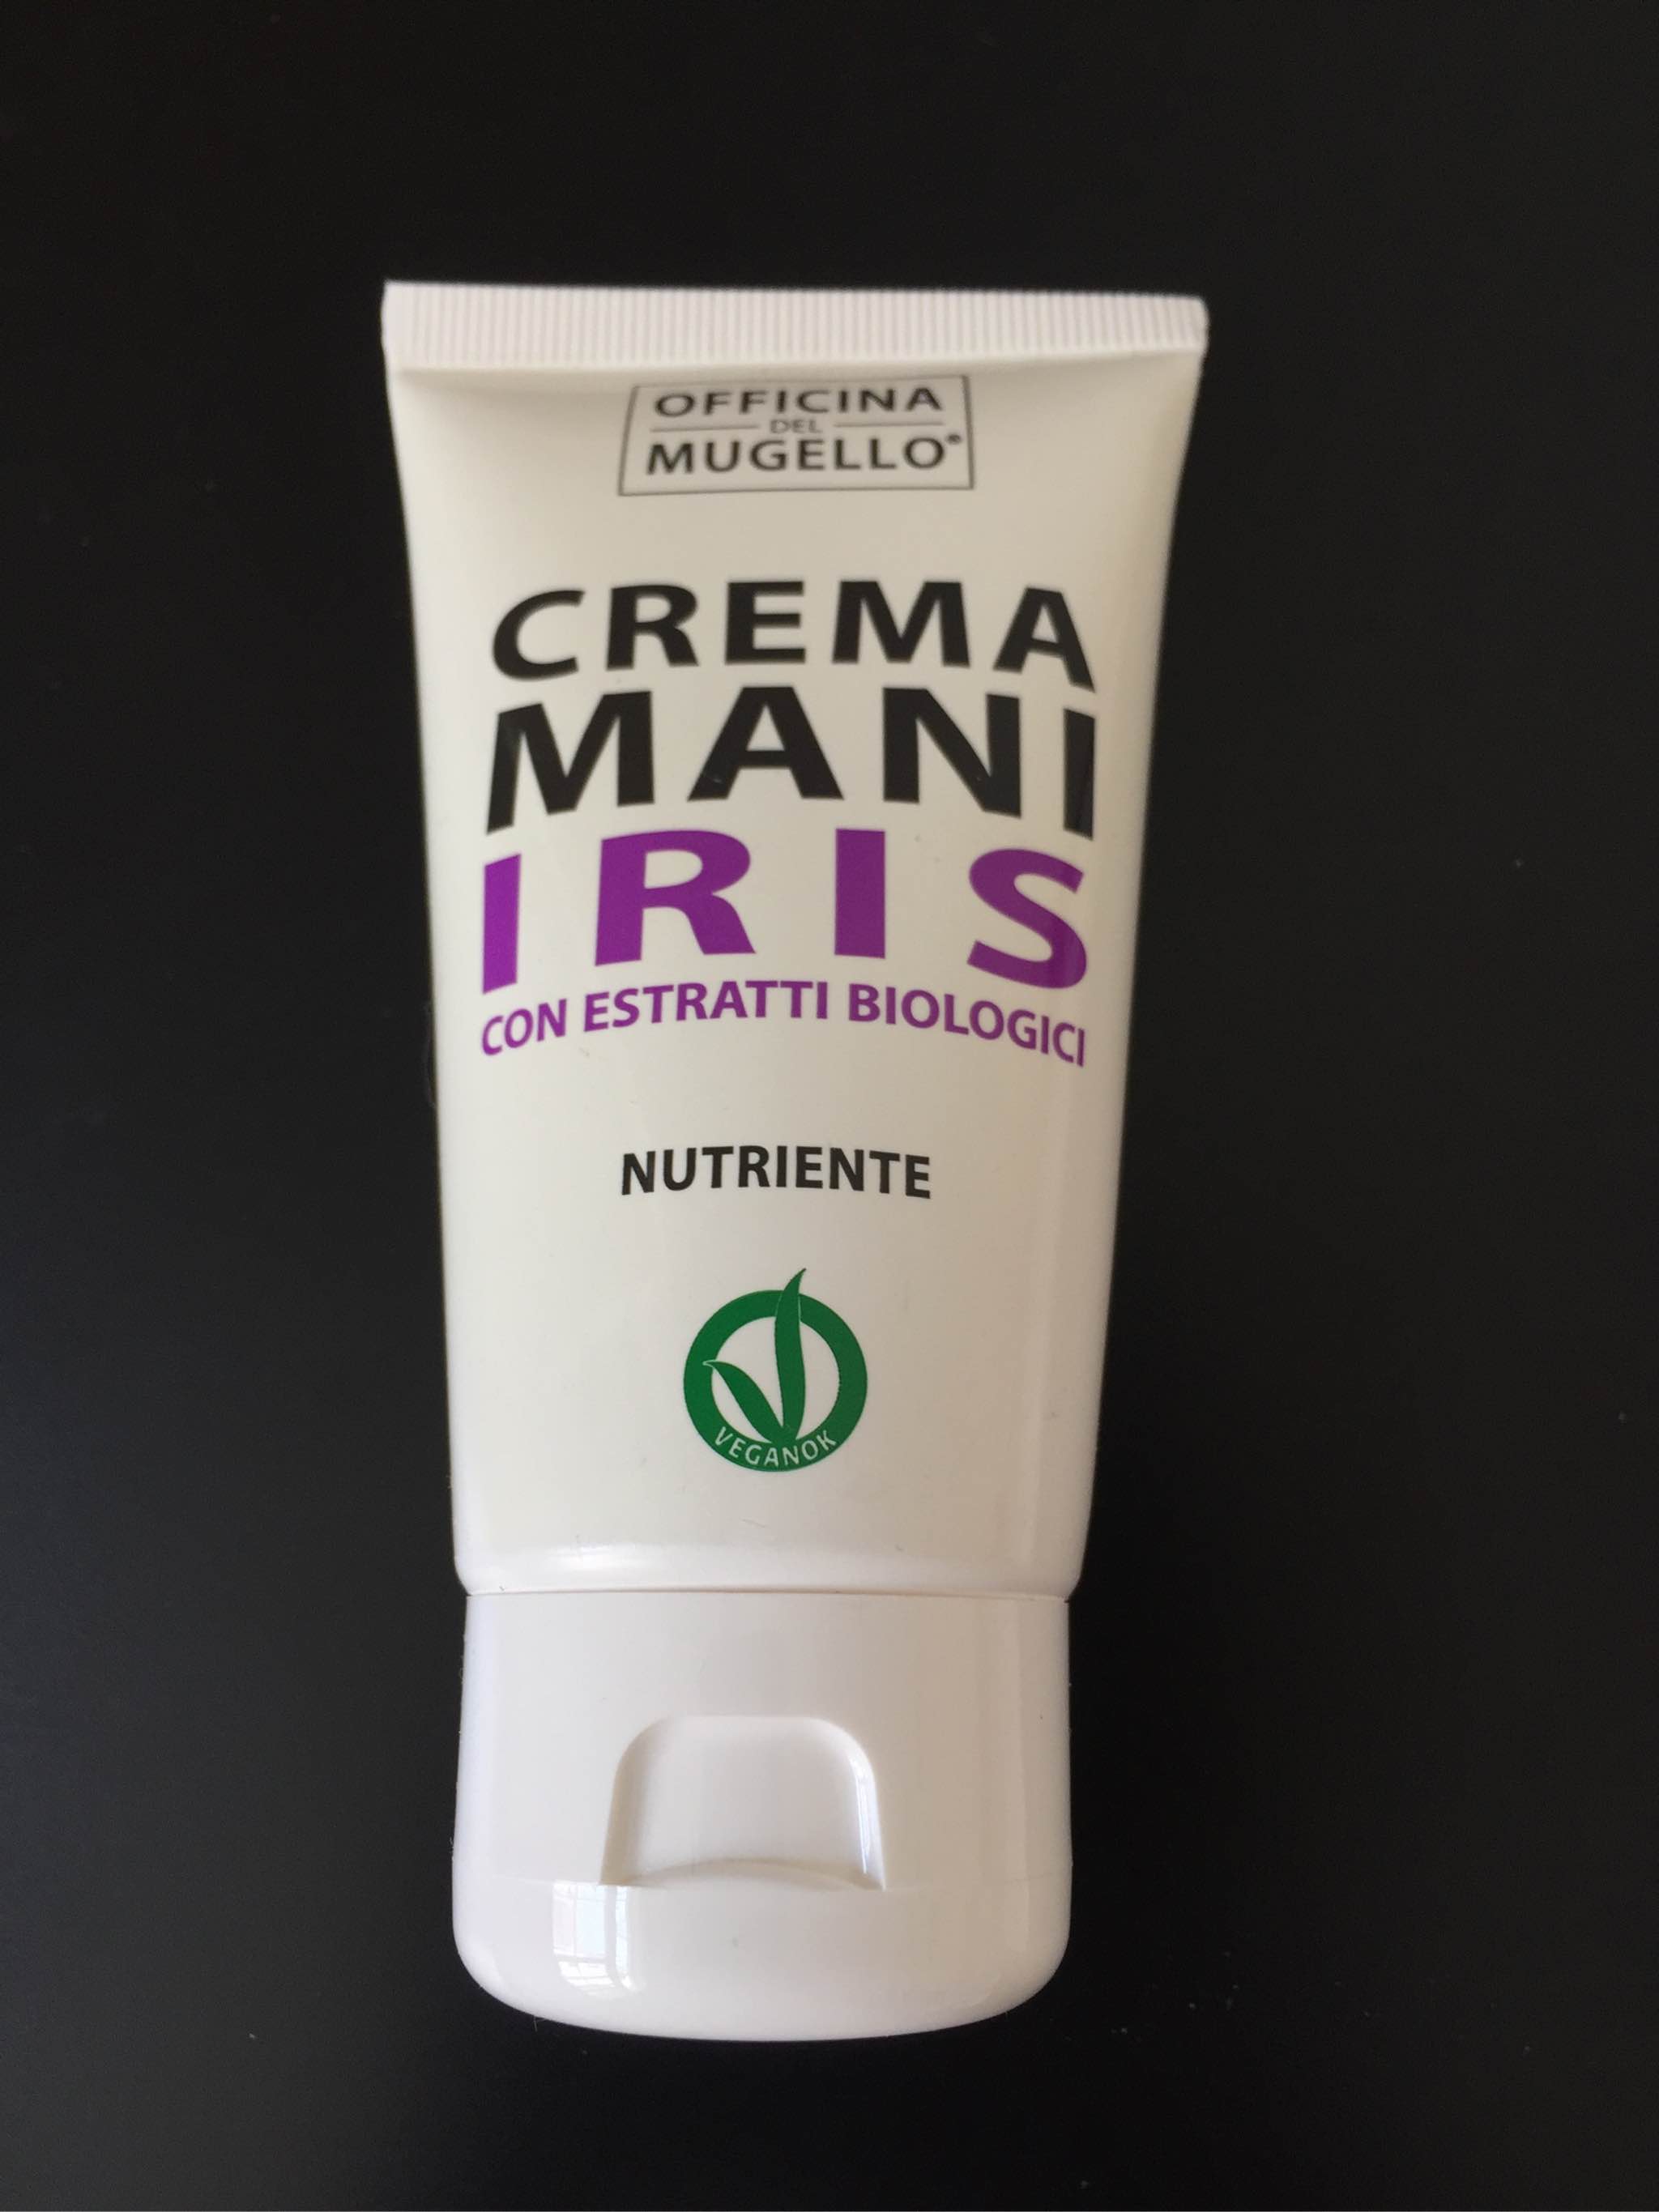 OFFICINA
DEL
MUGELLO®
CREMA
MANI
IRIS
CON ESTRATTI BIOLOGICI
NUTRIENTE
VEGANOK